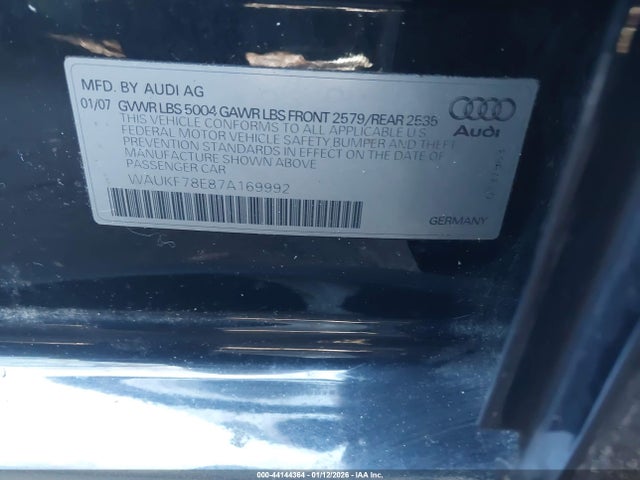 MFD. BY AUDI AG
01/07 GVWR LBS 5004 GAWR LBS FRONT 2579/REAR 2535
THIS VEHICLE CONFORMS TO ALL APPLICABLE U.S.
FEDERAL MOTOR VEHICLE SAFETY BUMPER AND THEFT
PREVENTION STANDARDS IN EFFECT ON THE DATE OF
MANUFACTURE SHOWN ABOVE
PASSENGER CAR
WAUKF78E87A169992
Audi
GERMANY
000-44144364 - 01/12/2026 - IAA Inc.